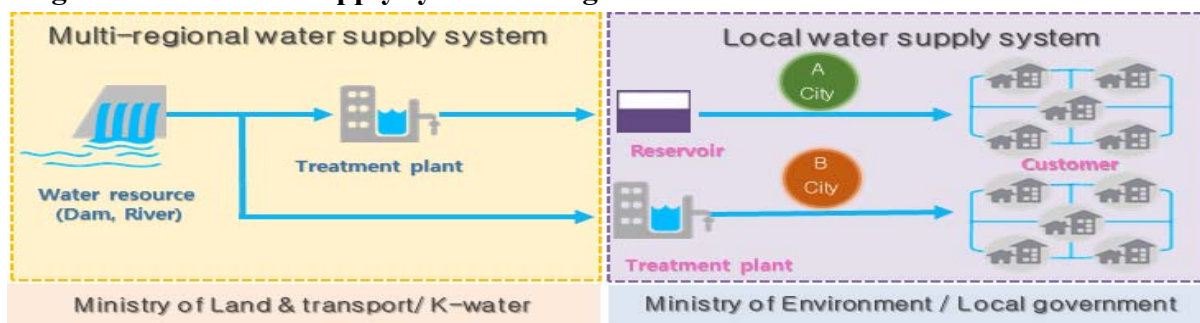 Multi-regional water supply system
Local water supply system
A
City
Reservoir
Treatment plant
Water resource
(Dam, River)
B
City
Customer
Treatment plant
Ministry of Land & transport/ K-water
Ministry of Environment / Local government